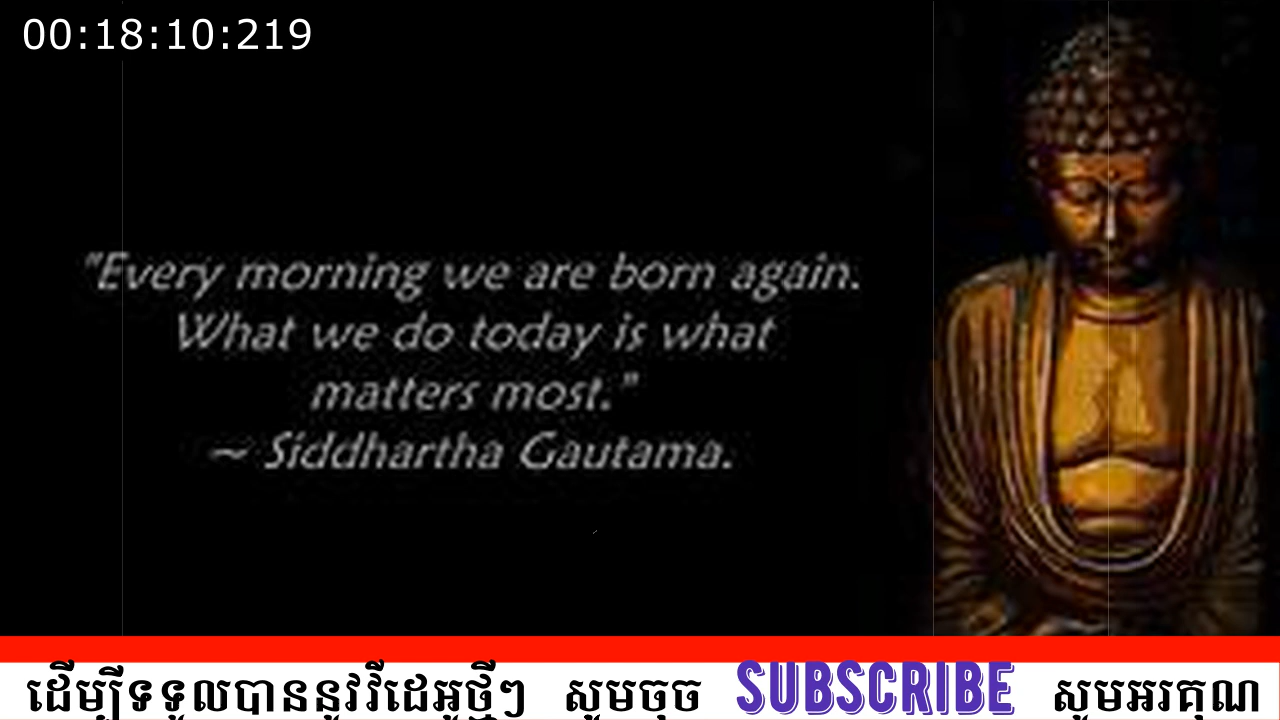 00:18:10:219
"Every morning we are born again.
What we do today is what
matters most."
~ Siddhartha Gautama.
ដើម្បីទទួលបាននូវវីដេអូថ្មីៗ សូមចុច SUBSCRIBE សូមអរគុណ